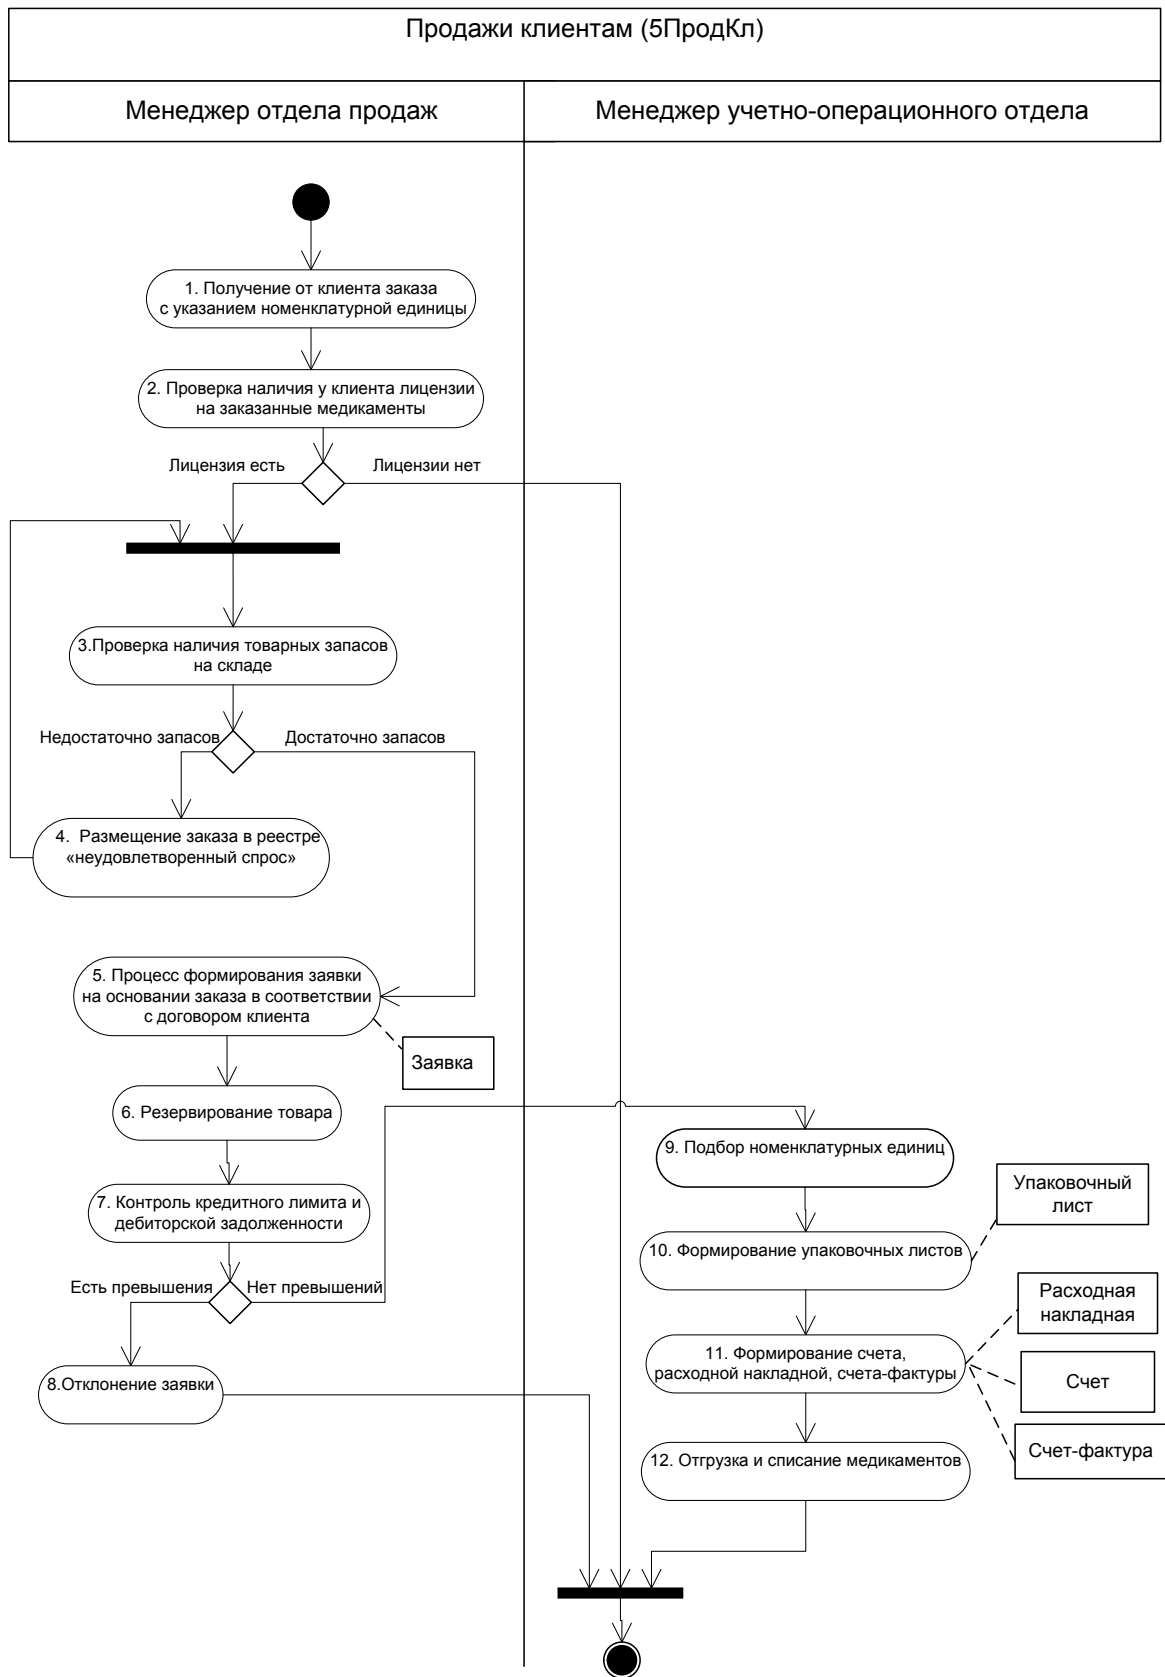 Продажи клиентам (5ПродКл)
Менеджер отдела продаж
Менеджер учетно-операционного отдела
1. Получение от клиента заказа
с указанием номенклатурной единицы
2. Проверка наличия у клиента лицензии
на заказанные медикаменты
Лицензия есть
Лицензии нет
3.Проверка наличия товарных запасов
на складе
Недостаточно запасов
Достаточно запасов
4. Размещение заказа в реестре
«неудовлетворенный спрос»
5. Процесс формирования заявки
на основании заказа в соответствии
с договором клиента
Заявка
6. Резервирование товара
9. Подбор номенклатурных единиц
Упаковочный
лист
7. Контроль кредитного лимита и
дебиторской задолженности
10. Формирование упаковочных листов
Есть превышения
Нет превышений
Расходная
накладная
11. Формирование счета,
расходной накладной, счета-фактуры
8.Отклонение заявки
Счет
Счет-фактура
12. Отгрузка и списание медикаментов